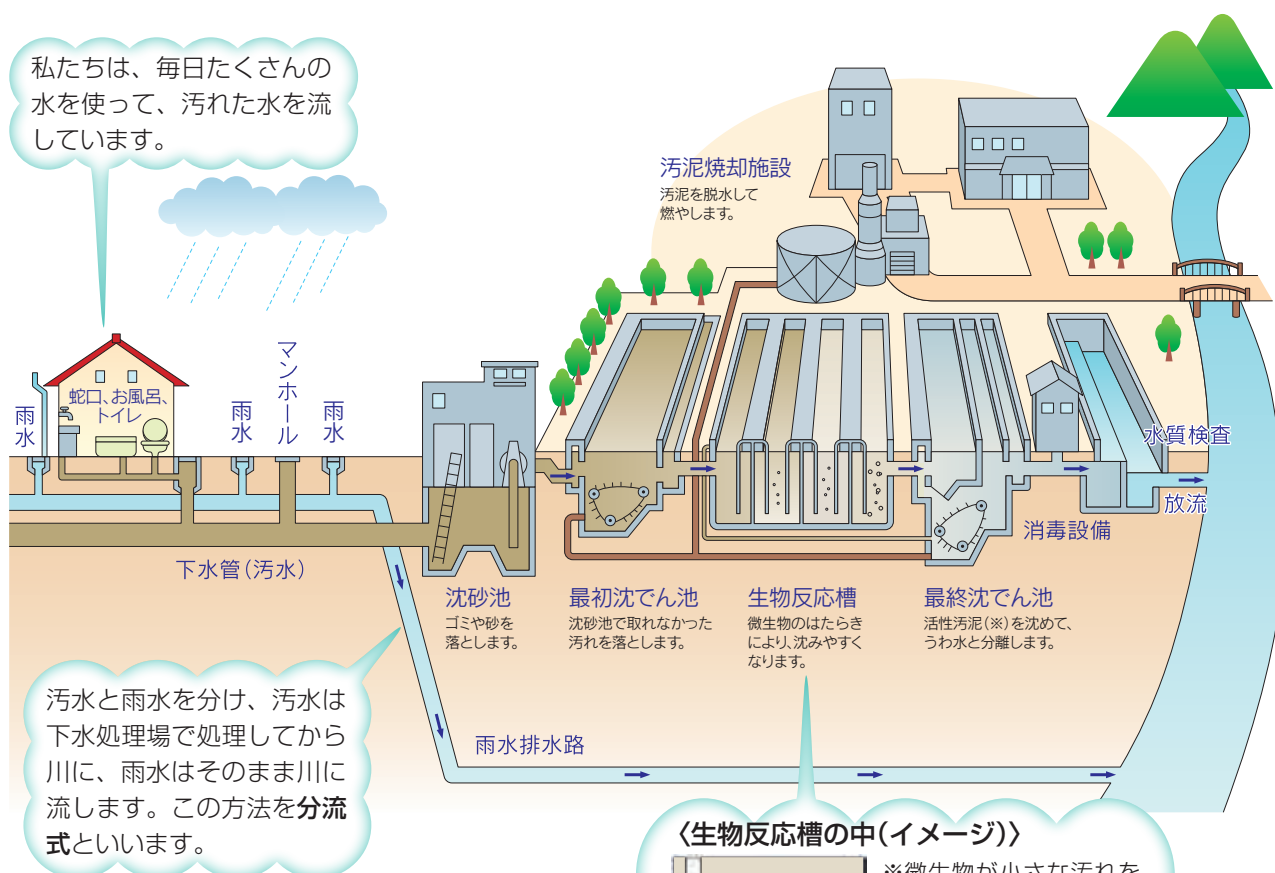 私たちは、毎日たくさんの
水を使って、汚れた水を流
しています。
汚泥焼却施設
汚泥を脱水して
燃やします。
雨水
蛇口、お風呂、
トイレ
雨水
マンホール
雨水
水質検査
放流
消毒設備
下水管(汚水)
沈砂池
ゴミや砂を
落とします。
最初沈でん池
沈砂池で取れなかった
汚れを落とします。
生物反応槽
微生物のはたらき
により、沈みやすく
なります。
最終沈でん池
活性汚泥(※)を沈めて、
うわ水と分離します。
汚水と雨水を分け、汚水は
下水処理場で処理してから
川に、雨水はそのまま川に
流します。この方法を分流
式といいます。
雨水排水路
〈生物反応槽の中(イメージ)〉
※微生物が小さな汚れを